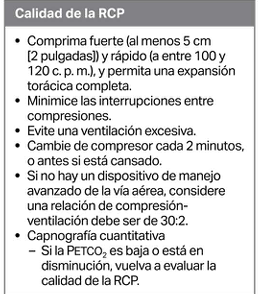 Calidad de la RCP
• Comprima fuerte (al menos 5 cm
[2 pulgadas]) y rápido (a entre 100 y
120 c. p. m.), y permita una expansión
torácica completa.
• Minimice las interrupciones entre
compresiones.
• Evite una ventilación excesiva.
• Cambie de compresor cada 2 minutos,
o antes si está cansado.
• Si no hay un dispositivo de manejo
avanzado de la vía aérea, considere
una relación de compresión-
ventilación debe ser de 30:2.
• Capnografía cuantitativa
– Si la PETCO₂ es baja o está en
disminución, vuelva a evaluar la
calidad de la RCP.